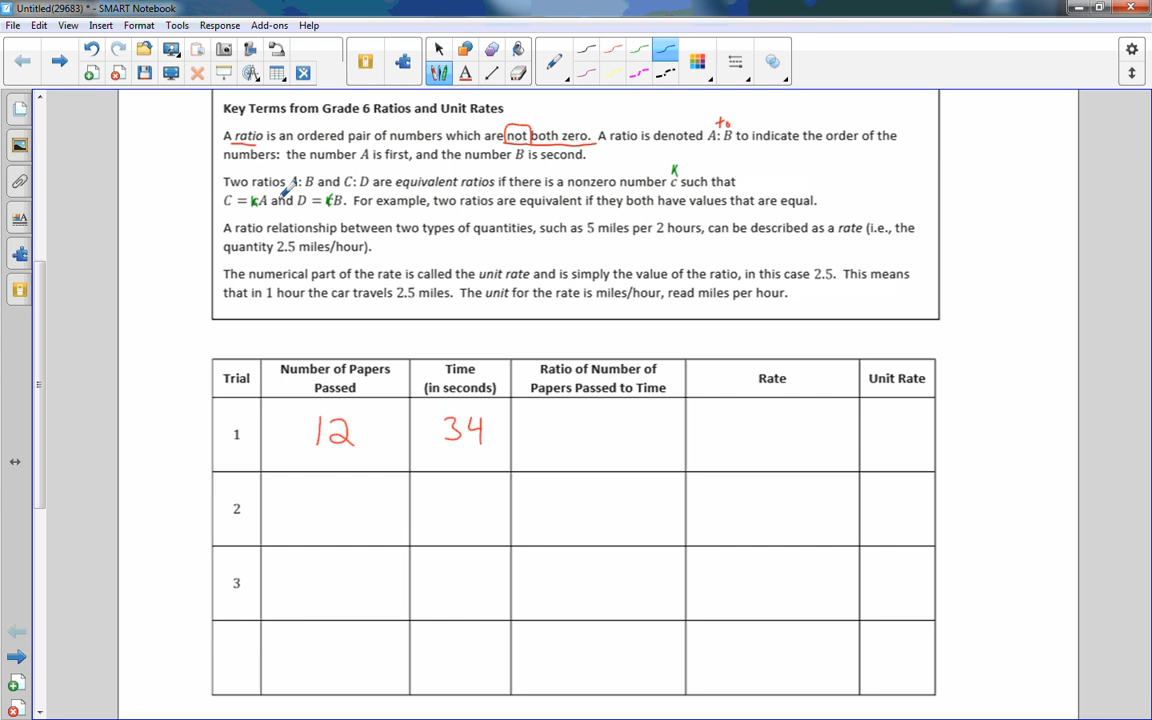 Untitled(29683) * - SMART Notebook
File Edit View Insert Format Tools Response Add-ons Help
Key Terms from Grade 6 Ratios and Unit Rates
to
A ratio is an ordered pair of numbers which are not both zero. A ratio is denoted A: B to indicate the order of the
numbers: the number A is first, and the number B is second.
K
Two ratios A: B and C: D are equivalent ratios if there is a nonzero number c such that
C = kA and D = cB. For example, two ratios are equivalent if they both have values that are equal.
A ratio relationship between two types of quantities, such as 5 miles per 2 hours, can be described as a rate (i.e., the
quantity 2.5 miles/hour).
The numerical part of the rate is called the unit rate and is simply the value of the ratio, in this case 2.5. This means
that in 1 hour the car travels 2.5 miles. The unit for the rate is miles/hour, read miles per hour.
Trial
Number of Papers
Passed
Time
(in seconds)
Ratio of Number of
Papers Passed to Time
Rate
Unit Rate
1 12 34
2
3